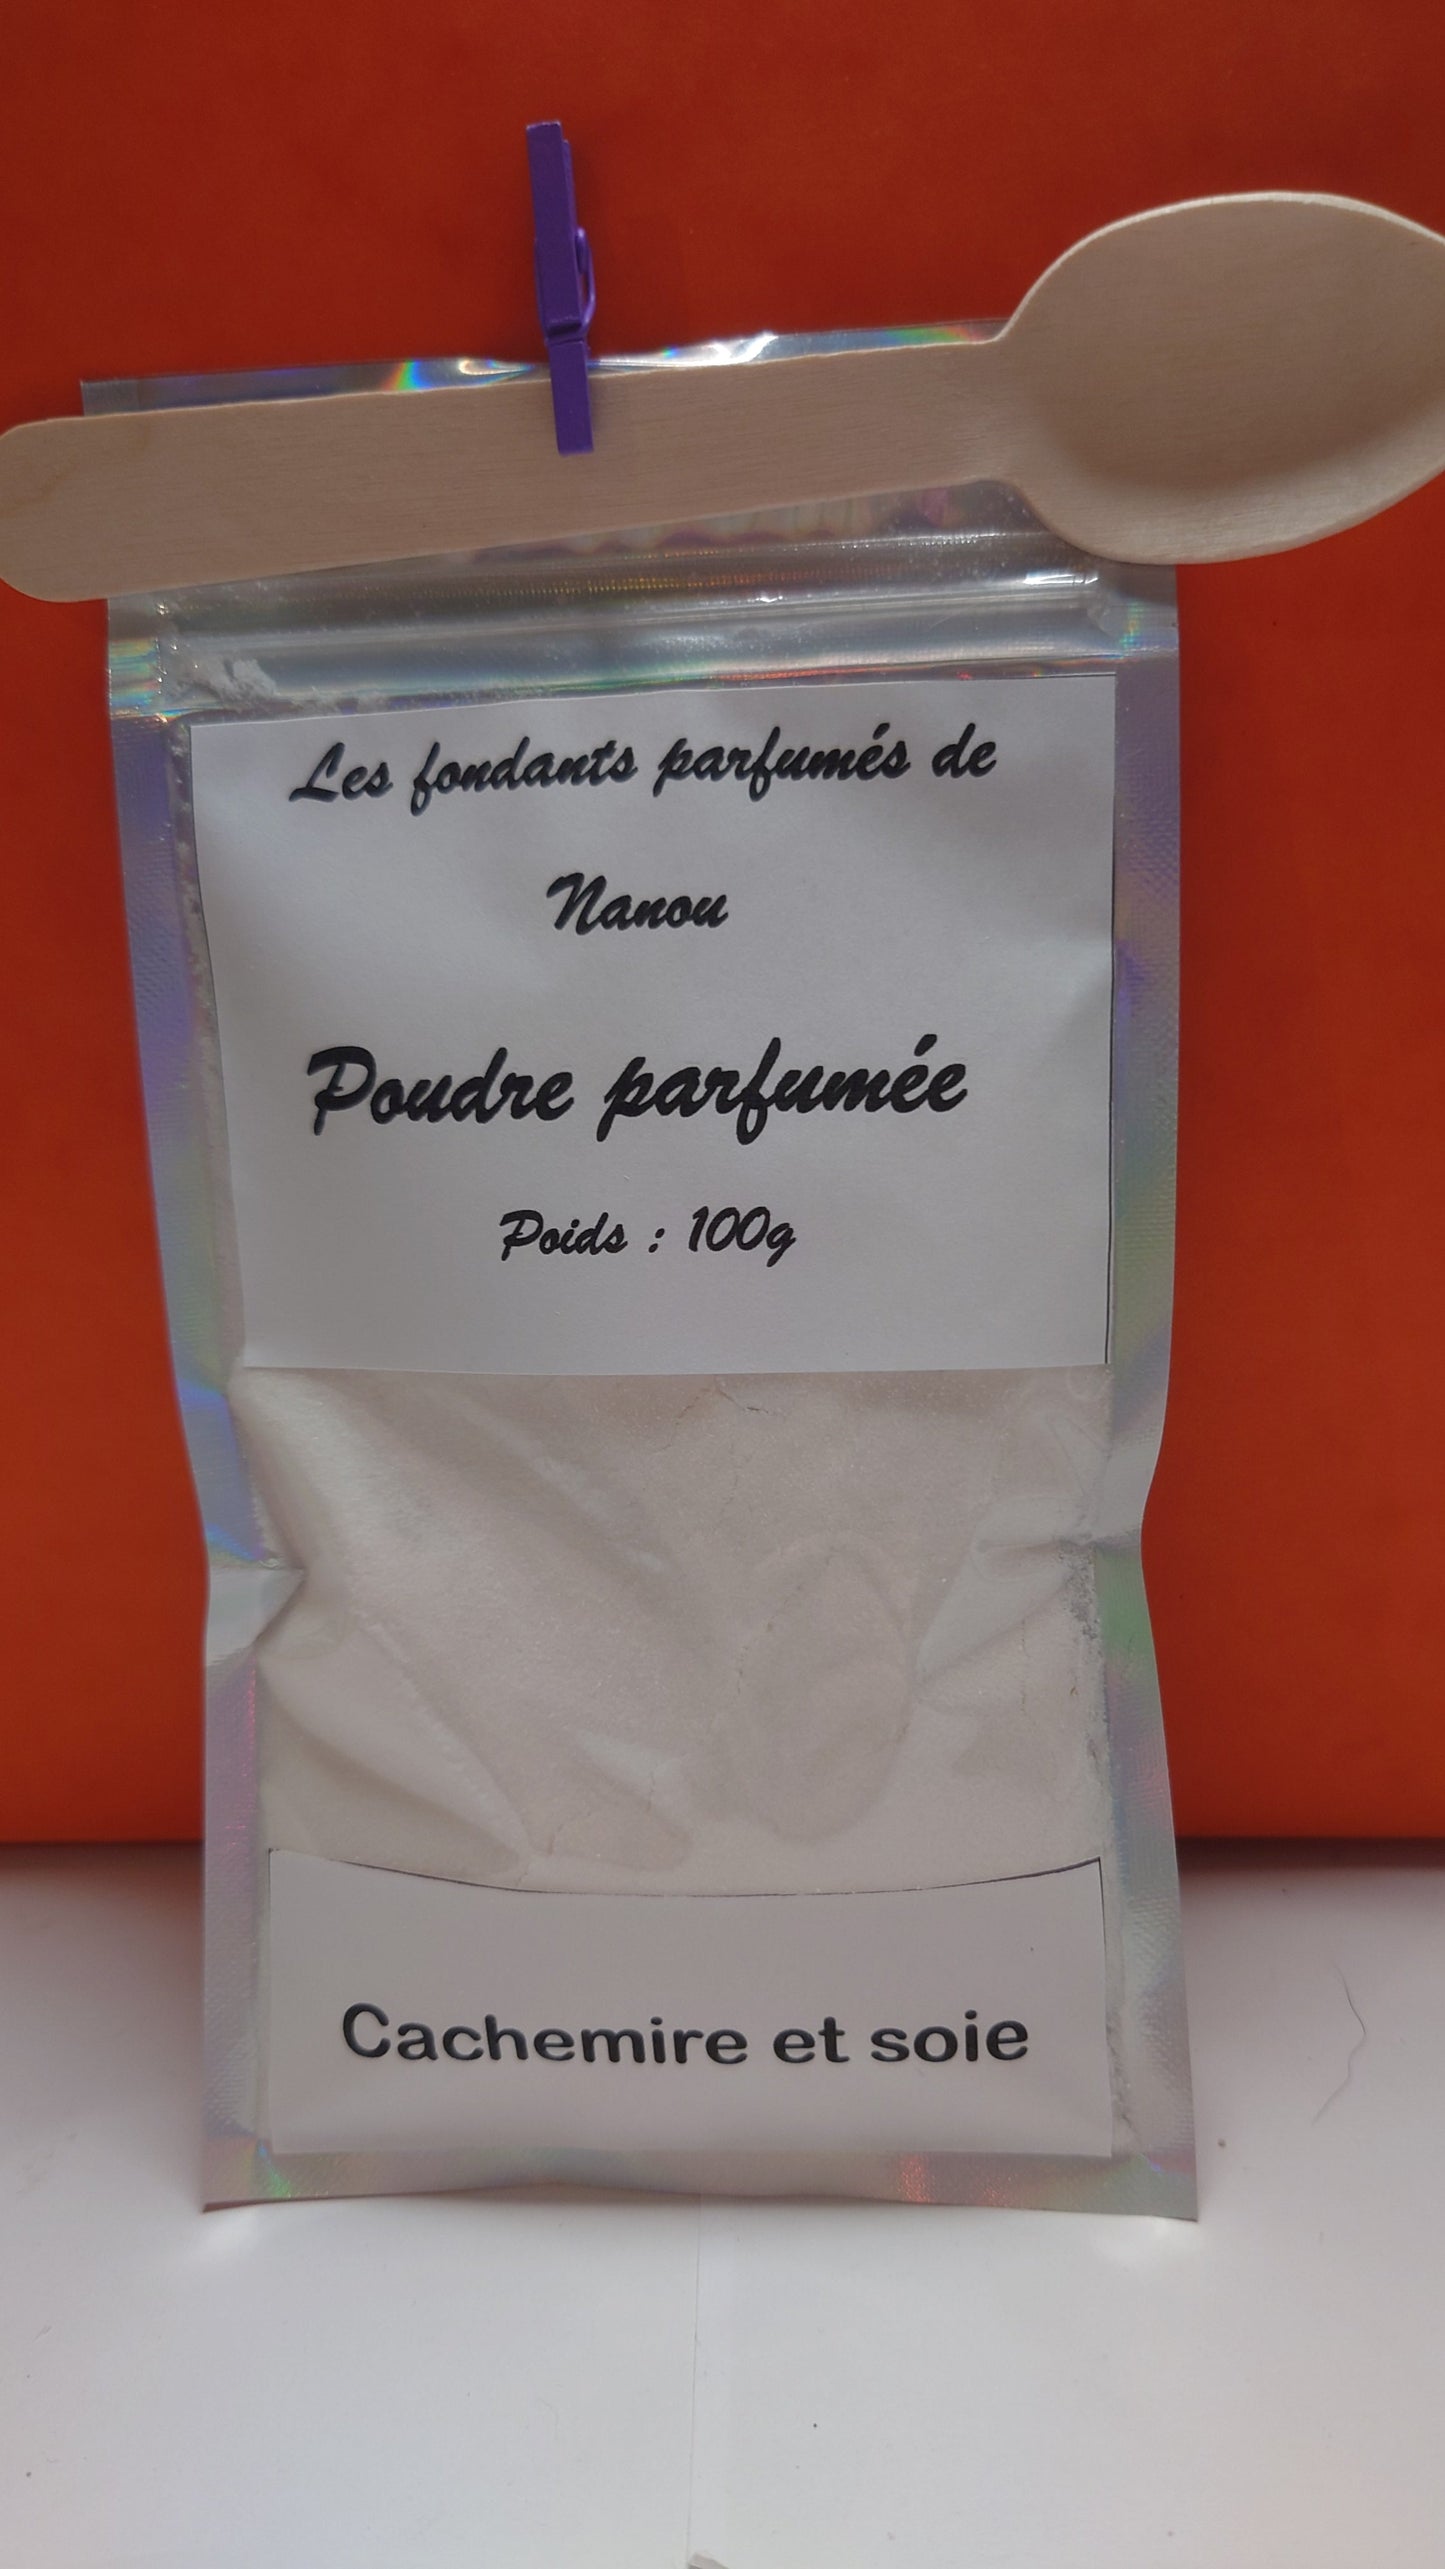 Les fondants parfumés de
Nanou
Poudre parfumée
Poids : 100g
Cachemire et soie